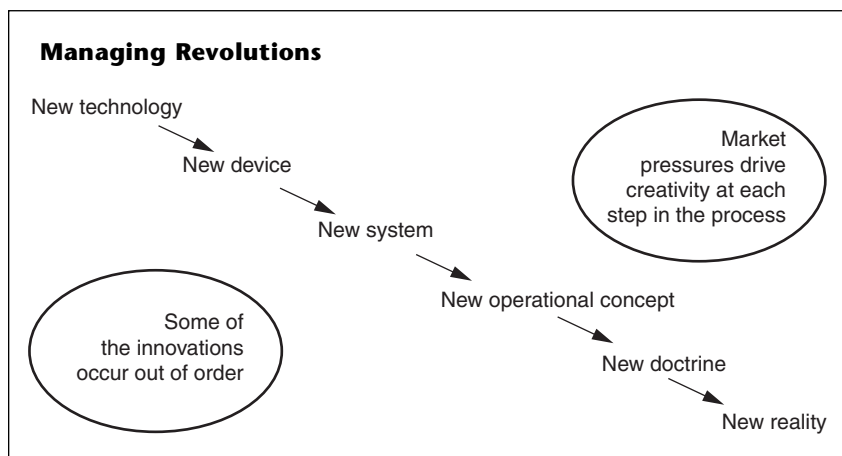 Managing Revolutions
New technology
New device
New system
New operational concept
New doctrine
New reality
Market
pressures drive
creativity at each
step in the process
Some of
the innovations
occur out of order